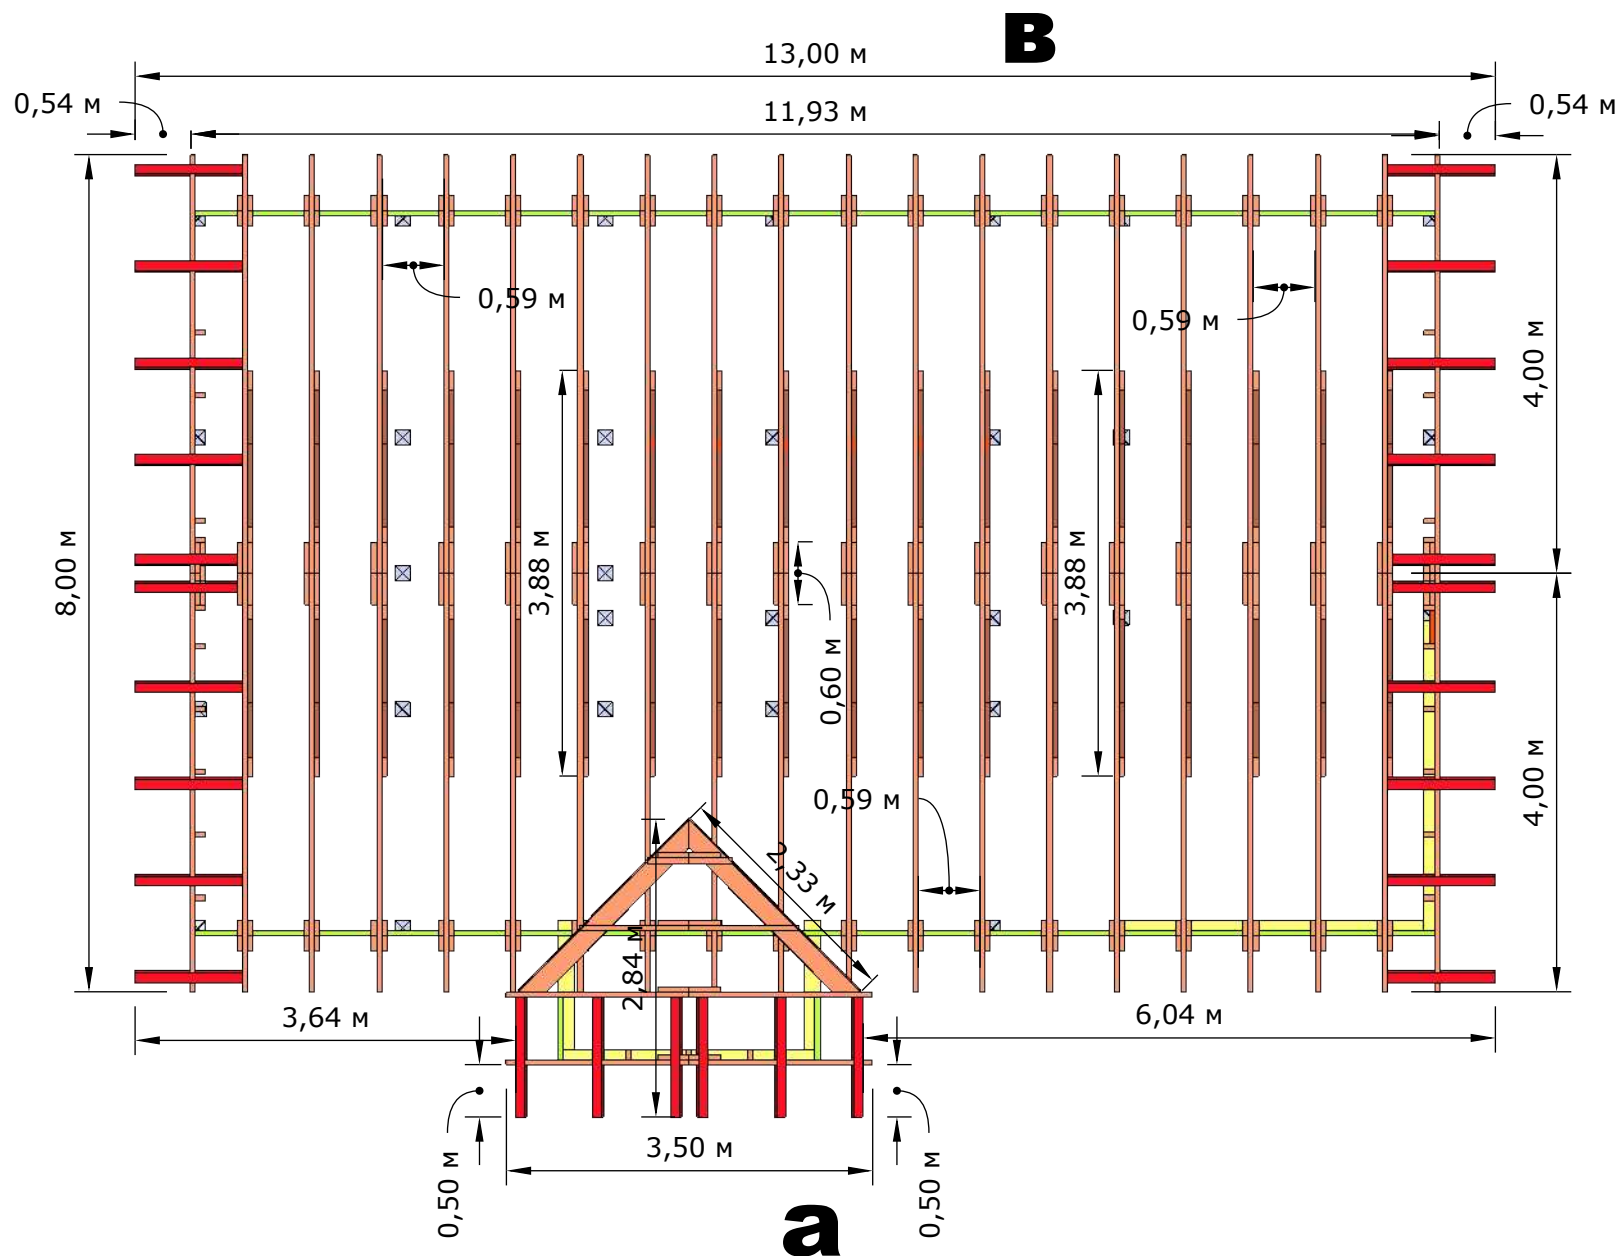 B
13,00 м
0,54 м
11,93 м
0,54 м
0,59 м
0,59 м
4,00 м
8,00 м
3,88 м
3,88 м
0,60 м
0,59 м
2,33 м
4,00 м
2,84 м
3,64 м
6,04 м
3,50 м
0,50 м
0,50 м
a